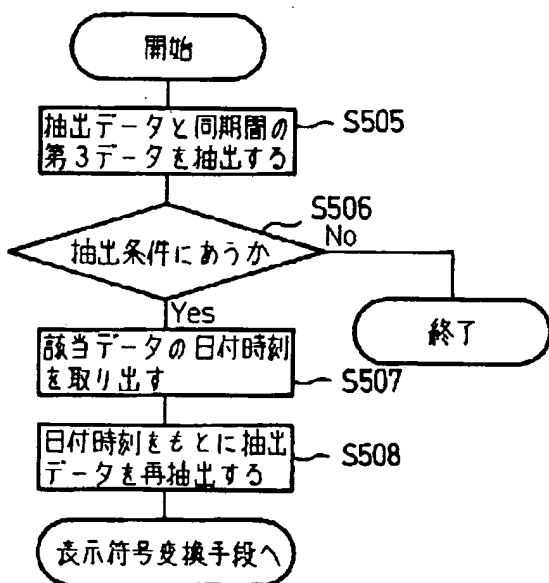 開始
抽出データと同期間の
第3データを抽出する
S505
S506
抽出条件にあうか
No
Yes
終了
該当データの日付時刻
を取り出す
S507
日付時刻をもとに抽出
データを再抽出する
S508
表示符号変換手段へ